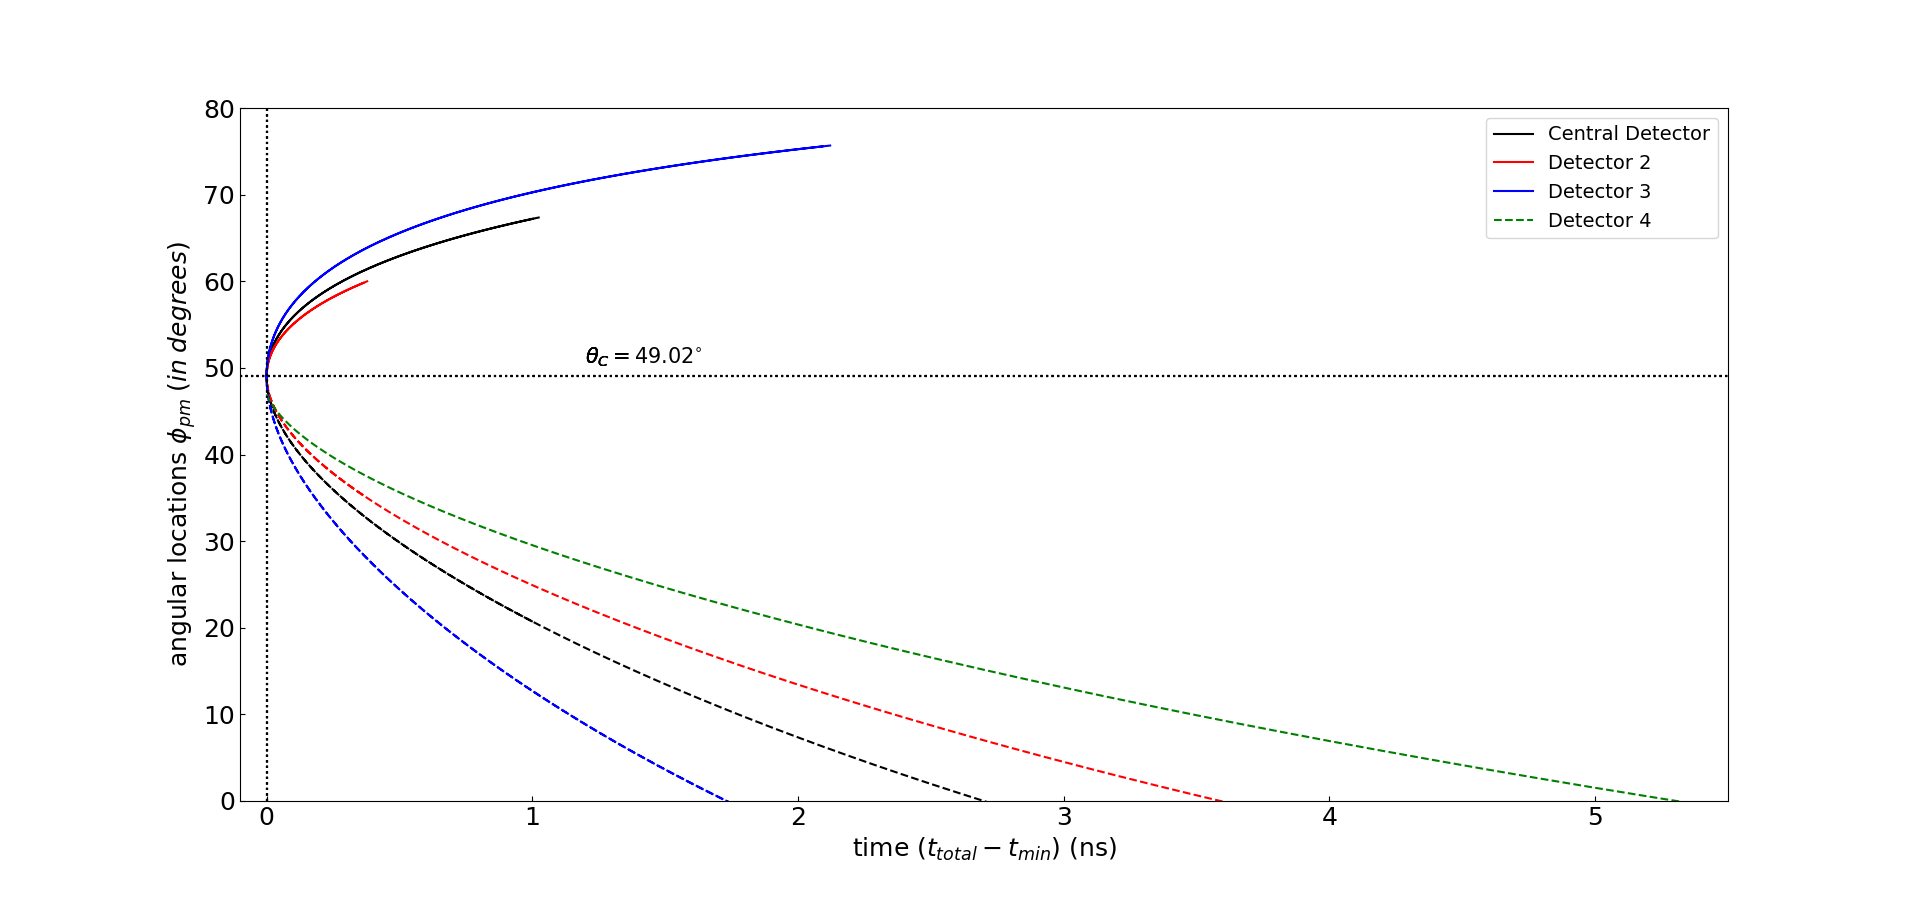 80
70
60
50
40
30
20
10
0
0 1 2 3 4 5
angular locations ϕ_pm (in degrees)
time (t_total − t_min) (ns)
θ_C = 49.02°
Central Detector
Detector 2
Detector 3
Detector 4